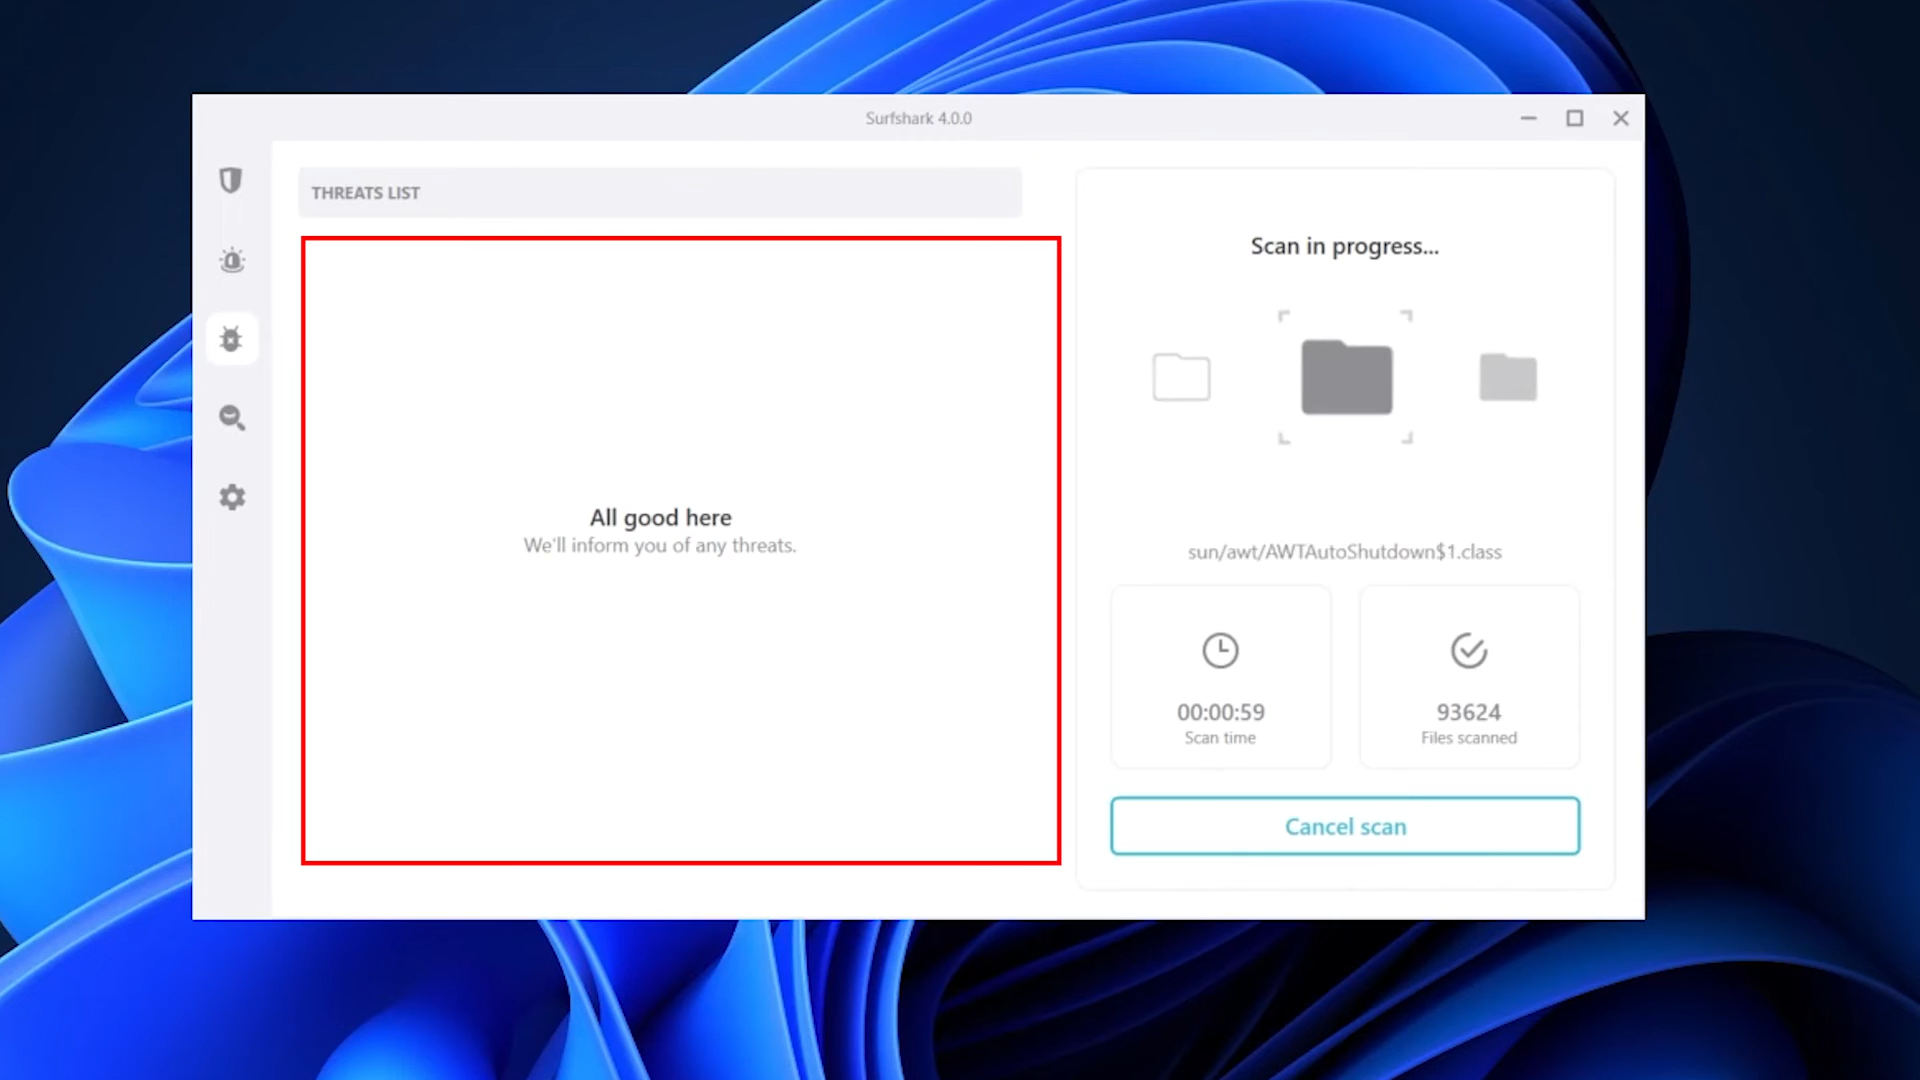 Surfshark 4.0.0
THREATS LIST
All good here
We'll inform you of any threats.
Scan in progress...
sun/awt/AWTAutoShutdown$1.class
00:00:59
Scan time
93624
Files scanned
Cancel scan